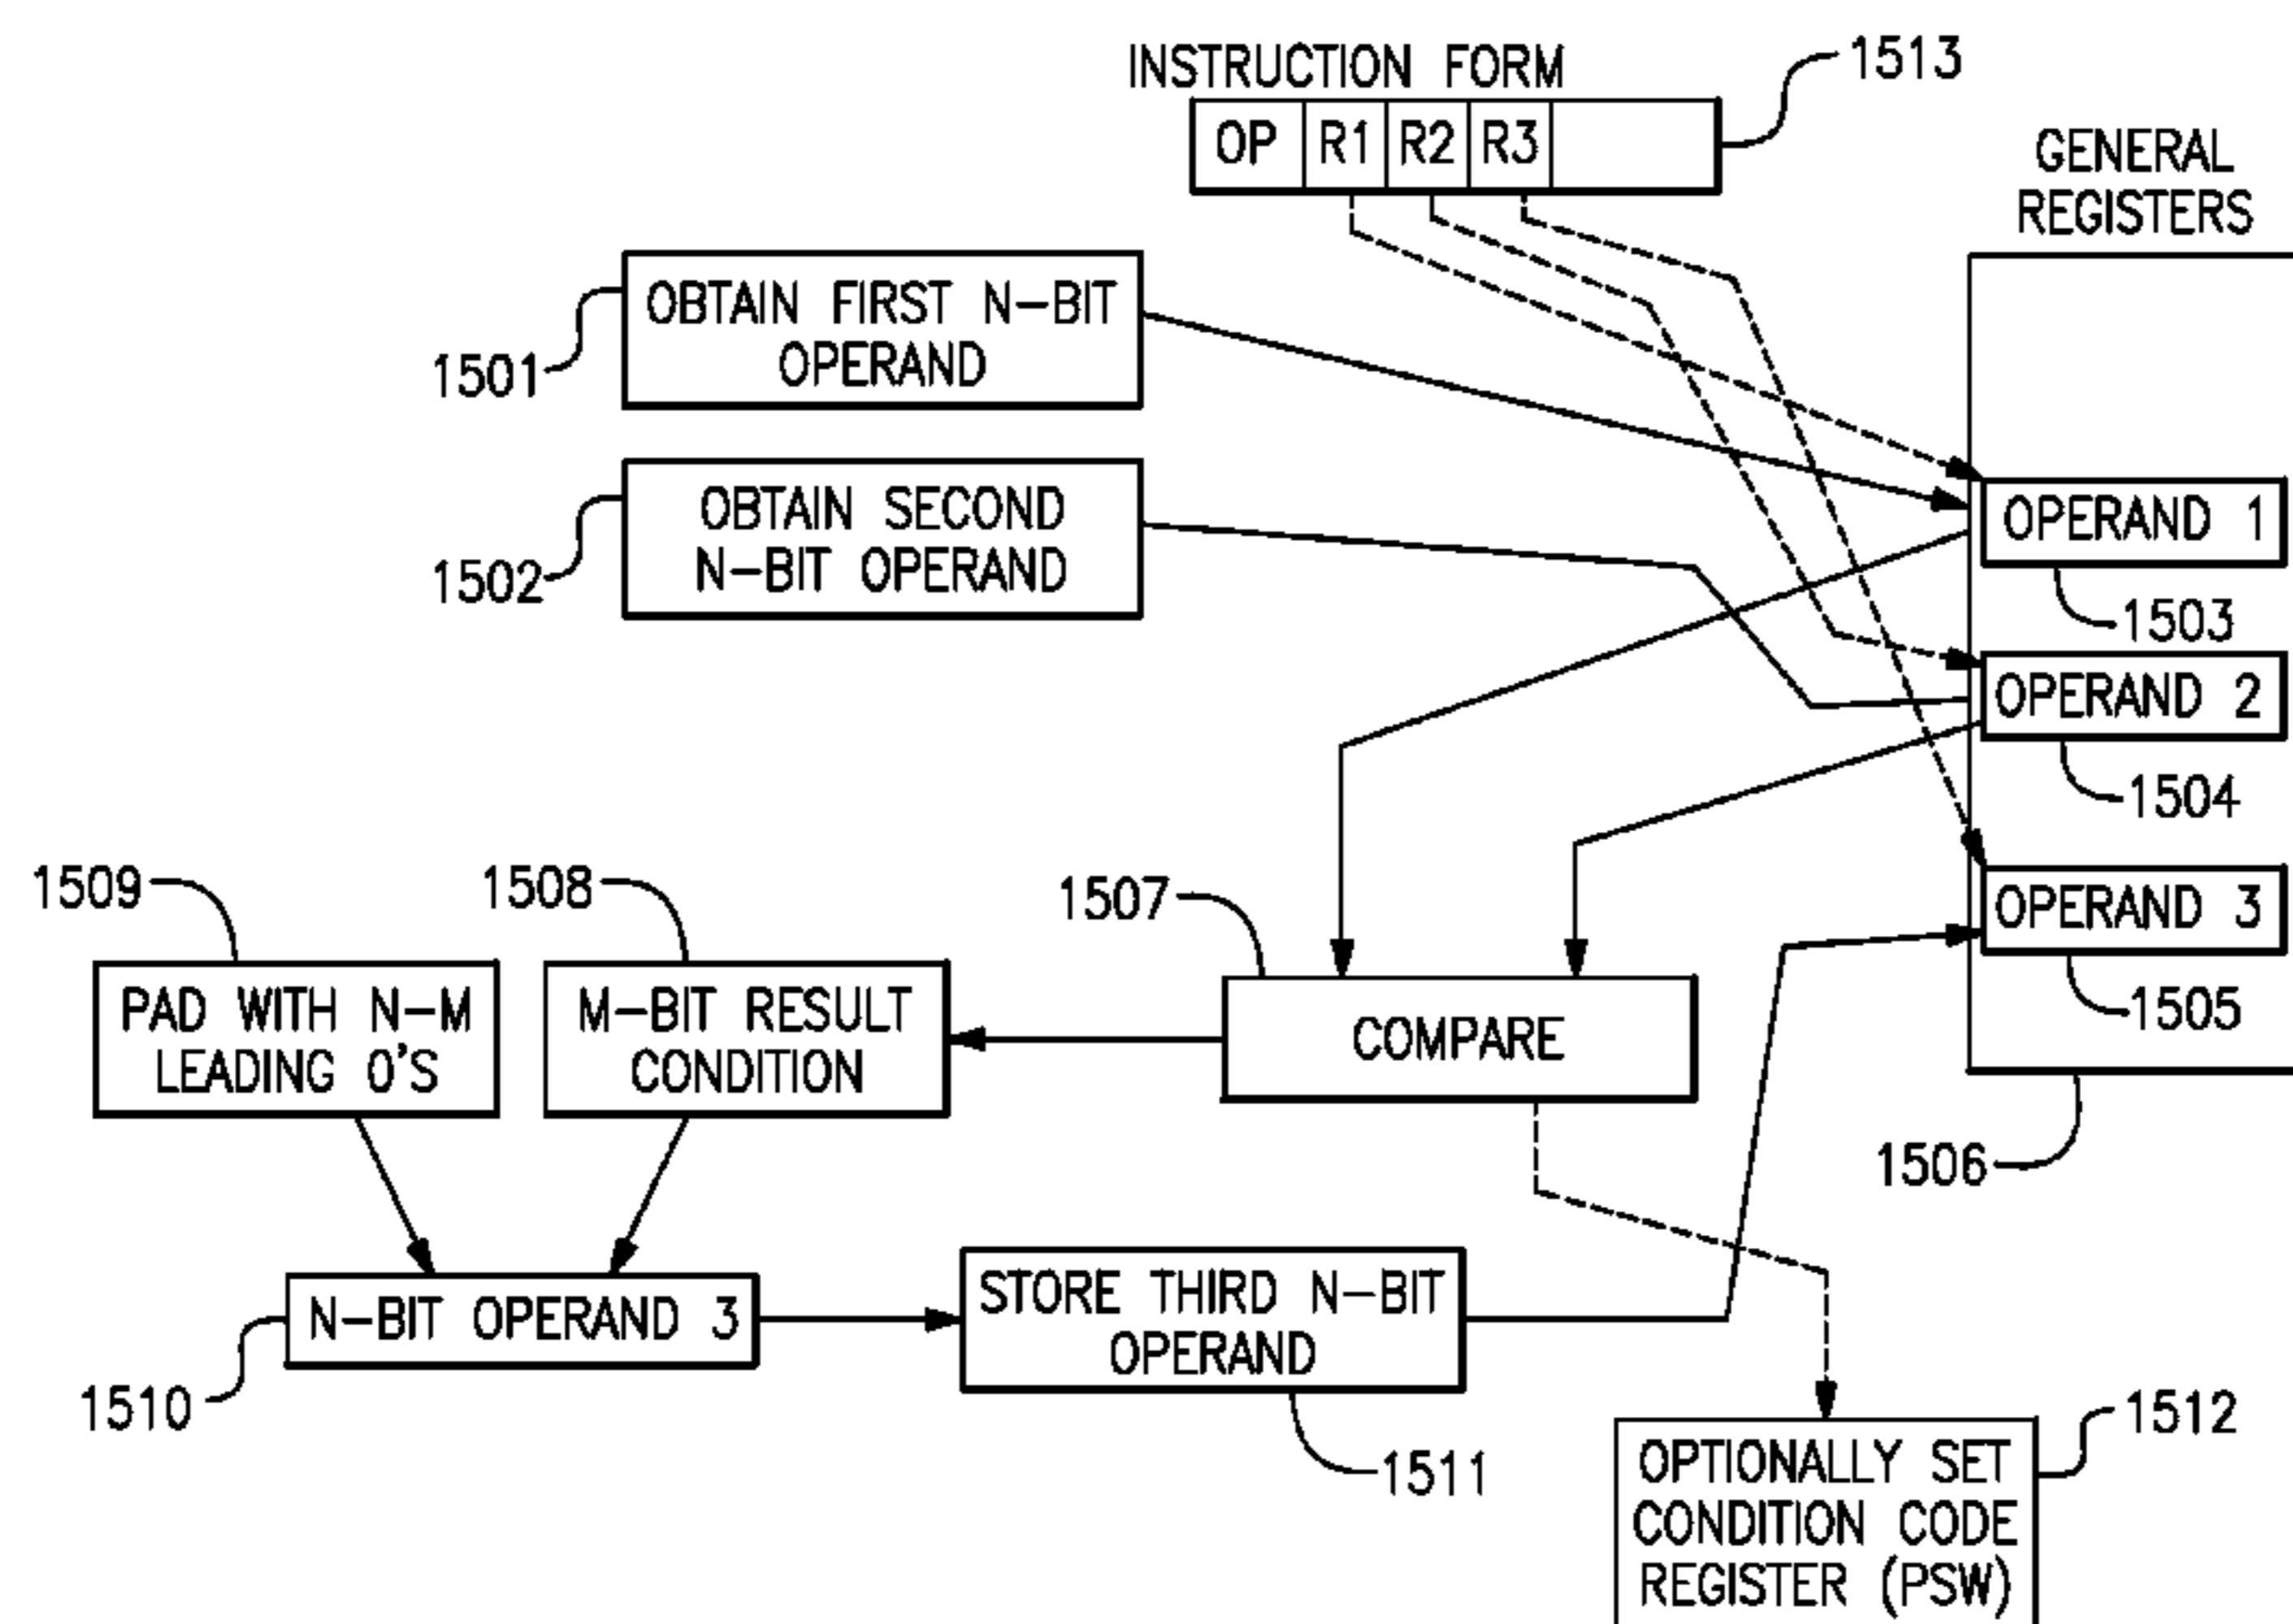 INSTRUCTION FORM
1513
OP R1 R2 R3
GENERAL
REGISTERS
OBTAIN FIRST N-BIT
OPERAND
1501
OBTAIN SECOND
N-BIT OPERAND
1502
OPERAND 1
1503
OPERAND 2
1504
OPERAND 3
1505
1506
1509
1508
1507
PAD WITH N-M
LEADING 0'S
M-BIT RESULT
CONDITION
COMPARE
N-BIT OPERAND 3
1510
STORE THIRD N-BIT
OPERAND
1511
1512
OPTIONALLY SET
CONDITION CODE
REGISTER (PSW)